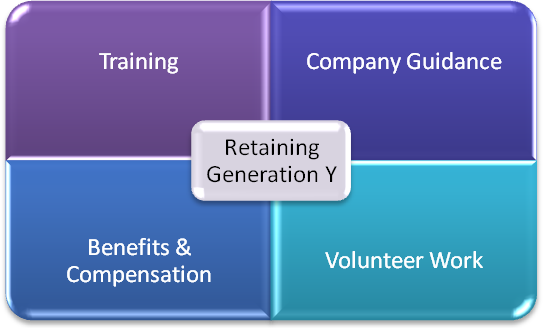 Training
Company Guidance
Retaining
Generation Y
Benefits &
Compensation
Volunteer Work